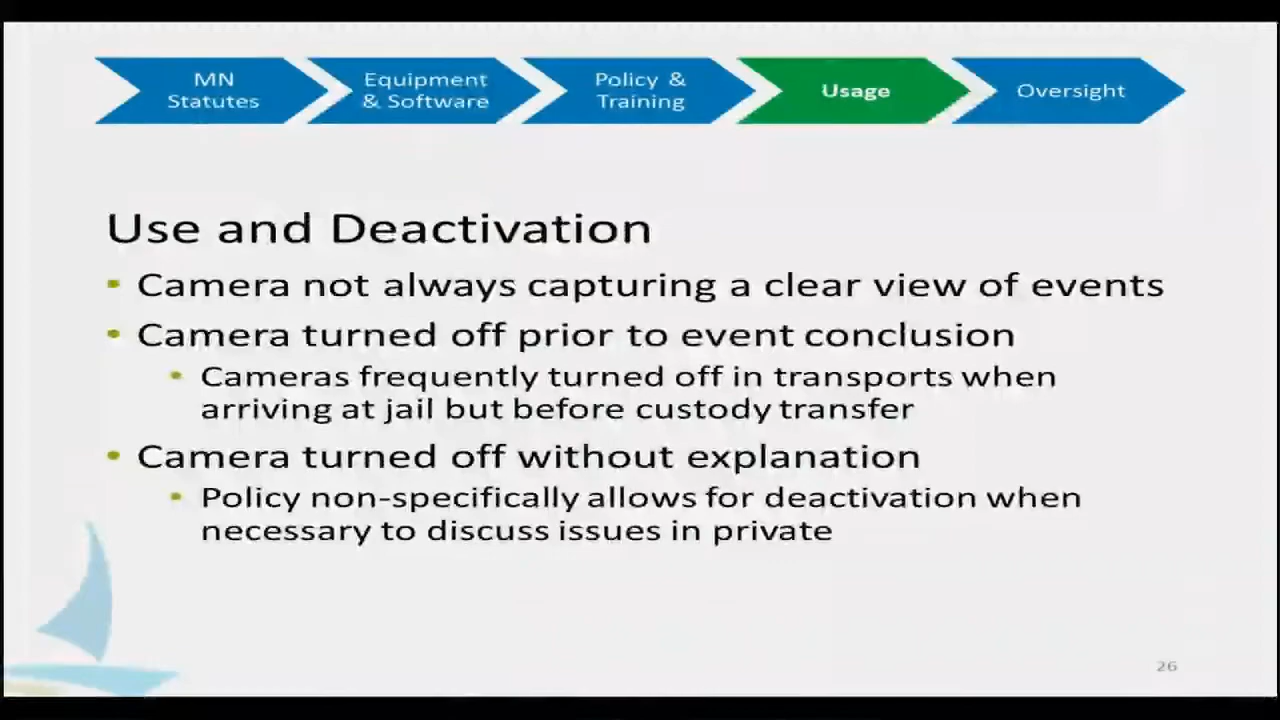 MN
Statutes
Equipment
& Software
Policy &
Training
Usage
Oversight
Use and Deactivation
• Camera not always capturing a clear view of events
• Camera turned off prior to event conclusion
• Cameras frequently turned off in transports when
arriving at jail but before custody transfer
• Camera turned off without explanation
• Policy non-specifically allows for deactivation when
necessary to discuss issues in private
26